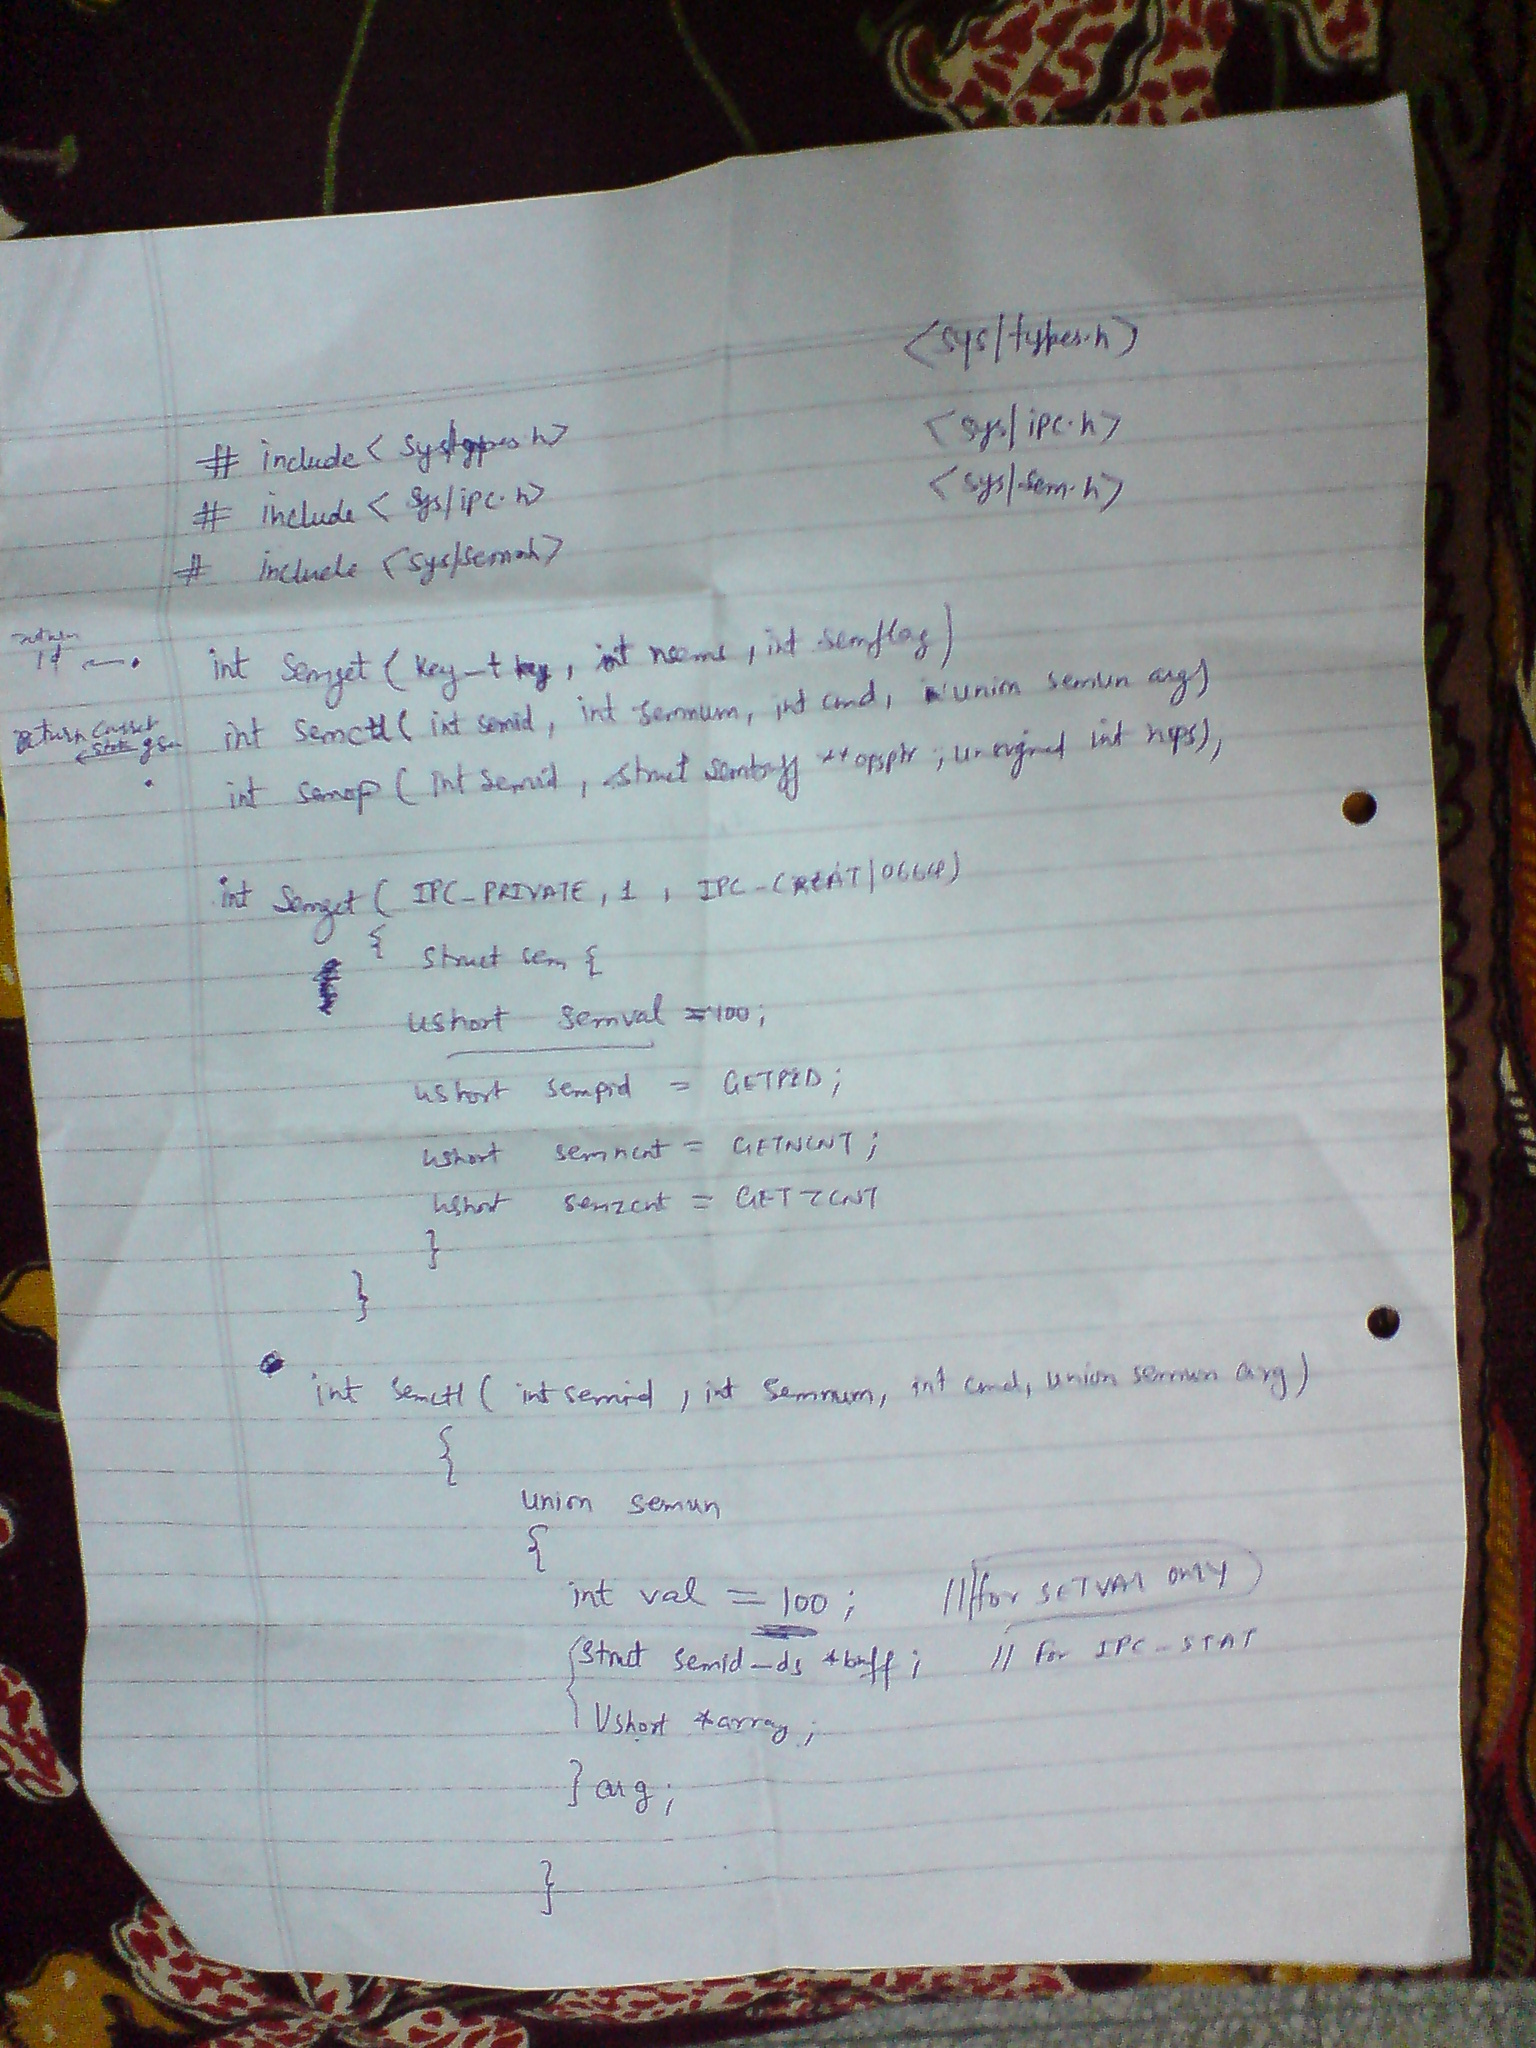 <sys/types.h>
<sys/ipc.h>
<sys/sem.h>
# include < sys/types.h>
# include < sys/ipc.h>
# include <sys/sem.h>
return
id
int Semget ( key_t key, int nsems, int semflag)
Return current
state
int Semctl ( int semid, int semnum, int cmd, union semun arg)
int semop ( int semid, struct sembuff **opsptr, unsigned int nops),
int Semget ( IPC_PRIVATE, 1, IPC_CREAT|0660)
{ struct sem {
ushort semval = 100;
ushort sempid = GETPID;
ushort semncnt = GETNCNT;
ushort semzcnt = GETZCNT
}
}
int semctl ( int semid, int semnum, int cmd, union semun arg)
{
union semun
{
int val = 100; // for SETVAL ONLY
Struct semid_ds *buff; // For IPC_STAT
Ushort *array;
} arg;
}